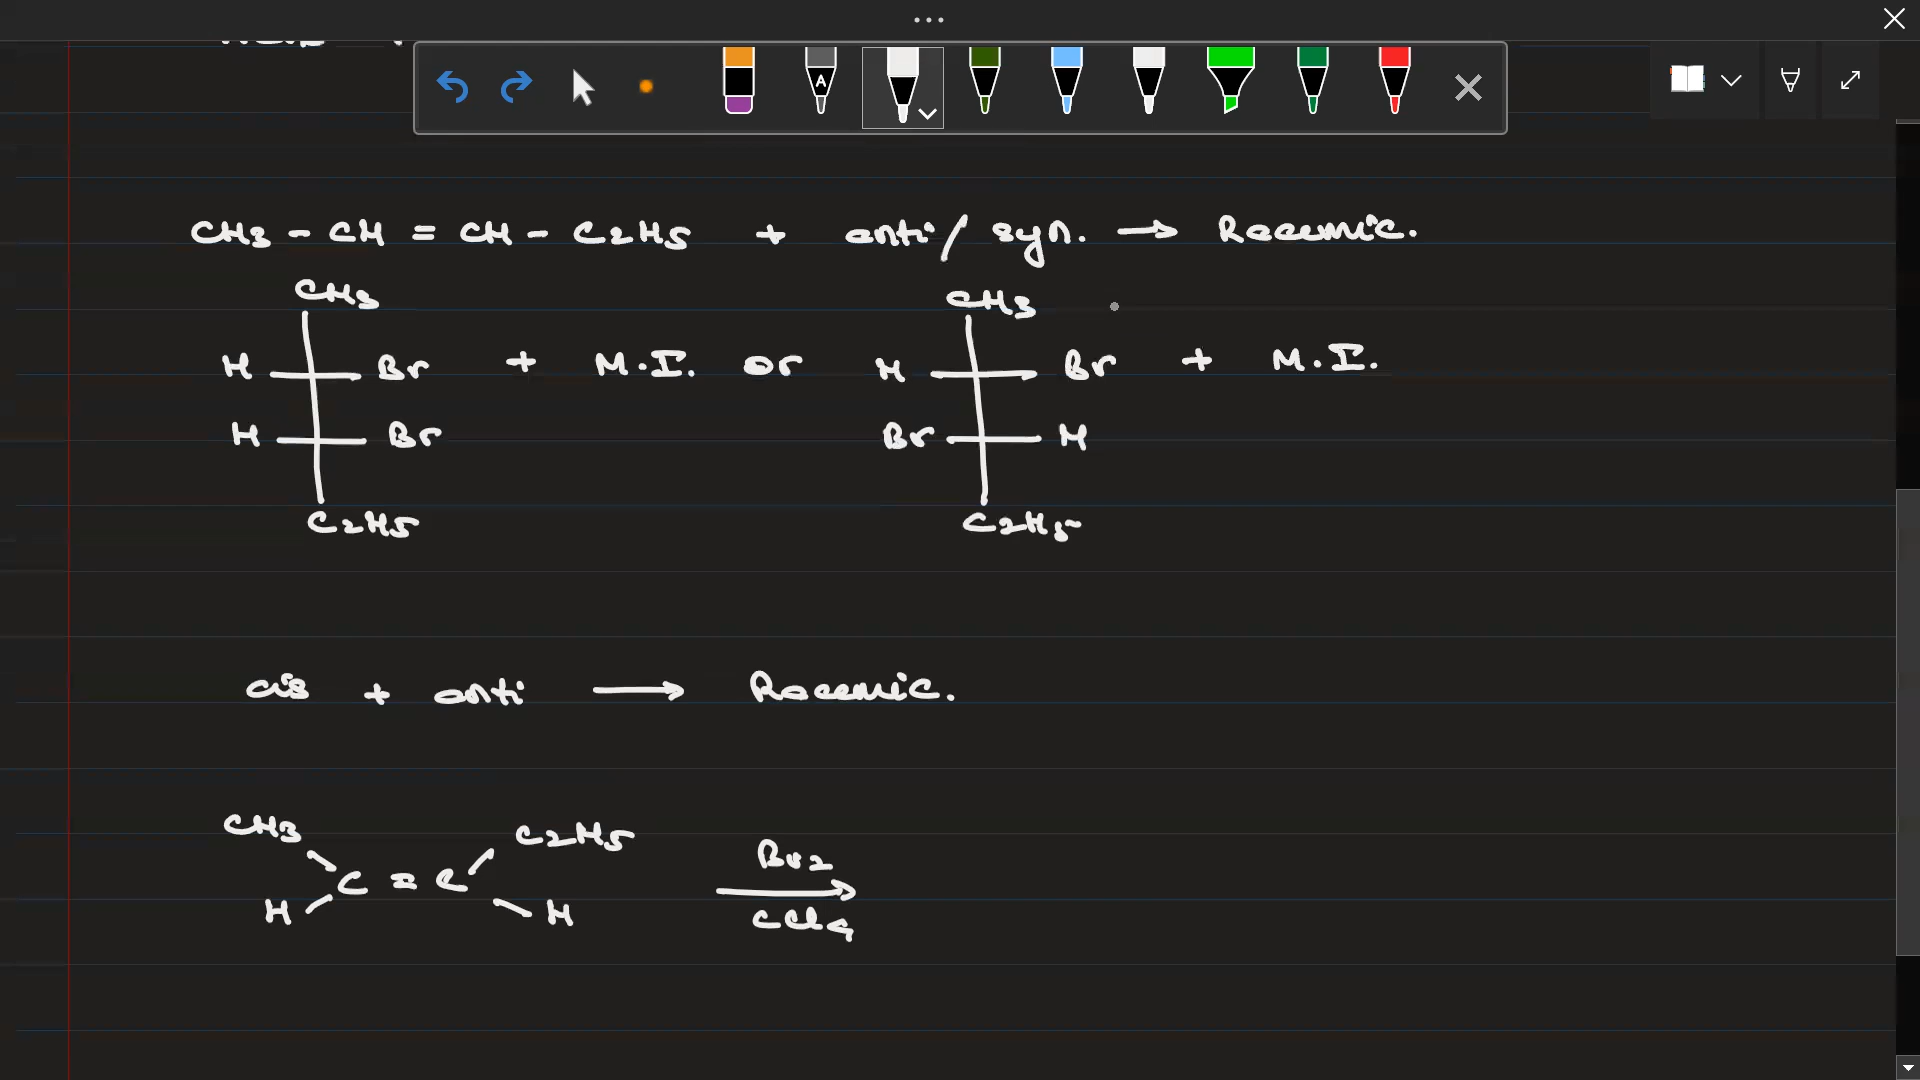 CH3 - CH = CH - C2H5 + anti/syn. → Racemic.
CH3 CH3
H Br + M.I. or H Br + M.I.
H Br Br H
C2H5 C2H5
cis + anti → Racemic.
CH3 C2H5 Br2
C = C →
H H CCl4